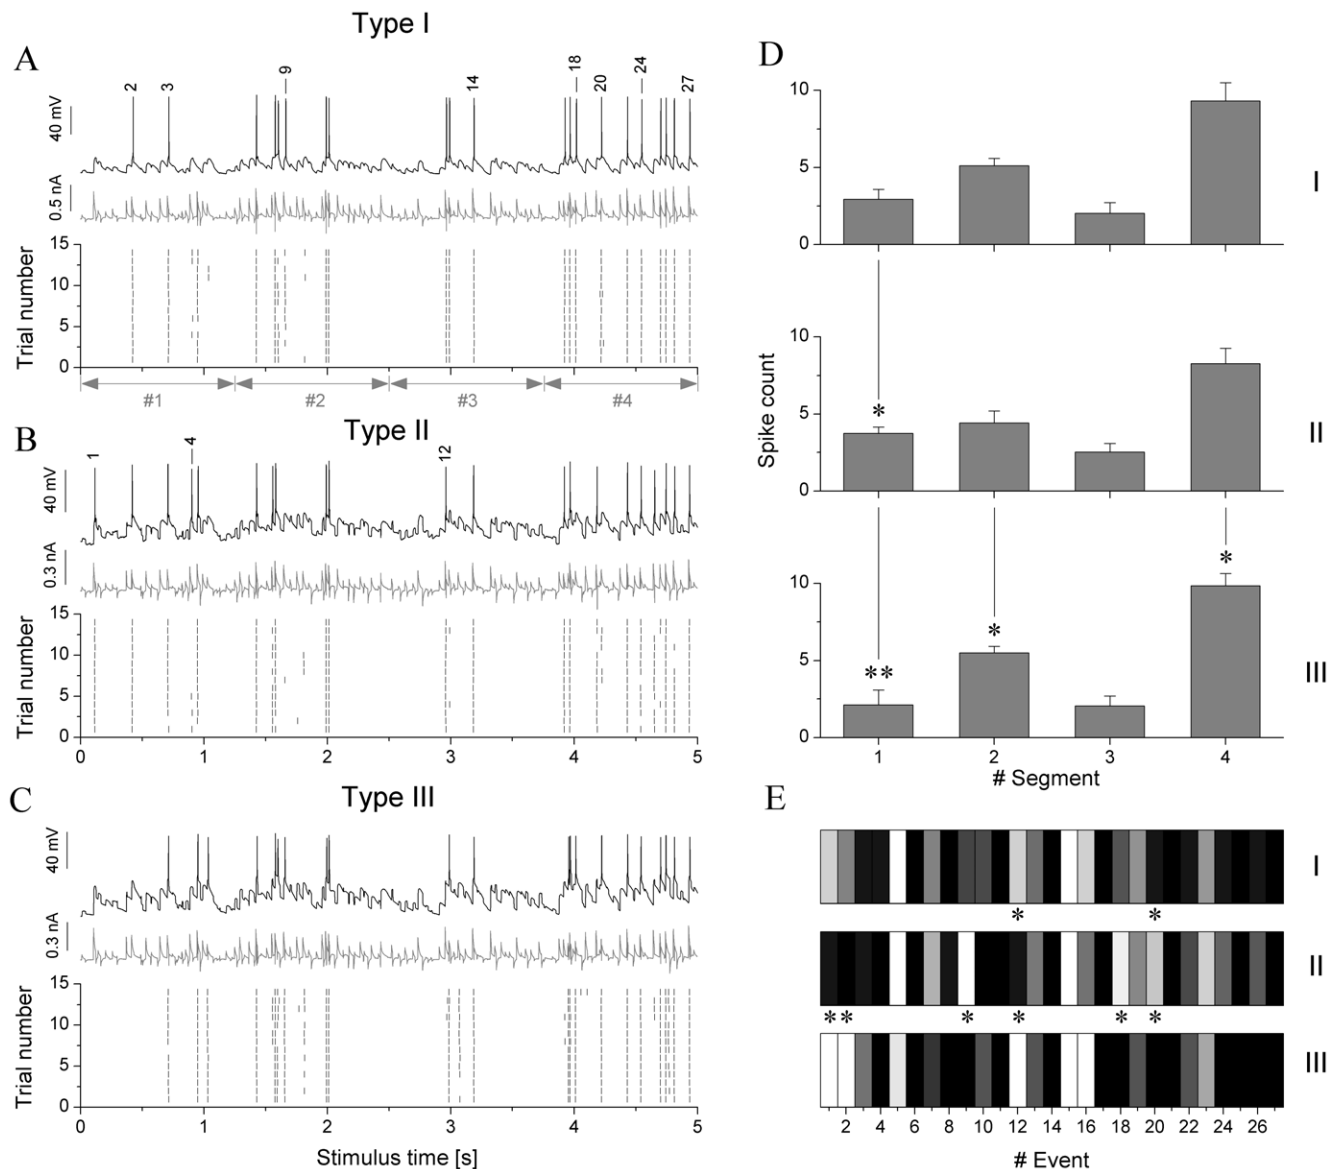 Type I
A
2
3
9
14
18
20
24
27
40 mV
0.5 nA
Trial number
15
10
5
0
#1
#2
#3
#4
Type II
B
1
4
12
40 mV
0.3 nA
Trial number
15
10
5
0
0 1 2 3 4 5
Type III
C
40 mV
0.3 nA
Trial number
15
10
5
0
0 1 2 3 4 5
Stimulus time [s]
D
10
5
0
I
Spike count
10
5
0
*
II
10
5
0
**
*
*
III
1 2 3 4
# Segment
E
I
* *
II
** * * * *
III
2 4 6 8 10 12 14 16 18 20 22 24 26
# Event